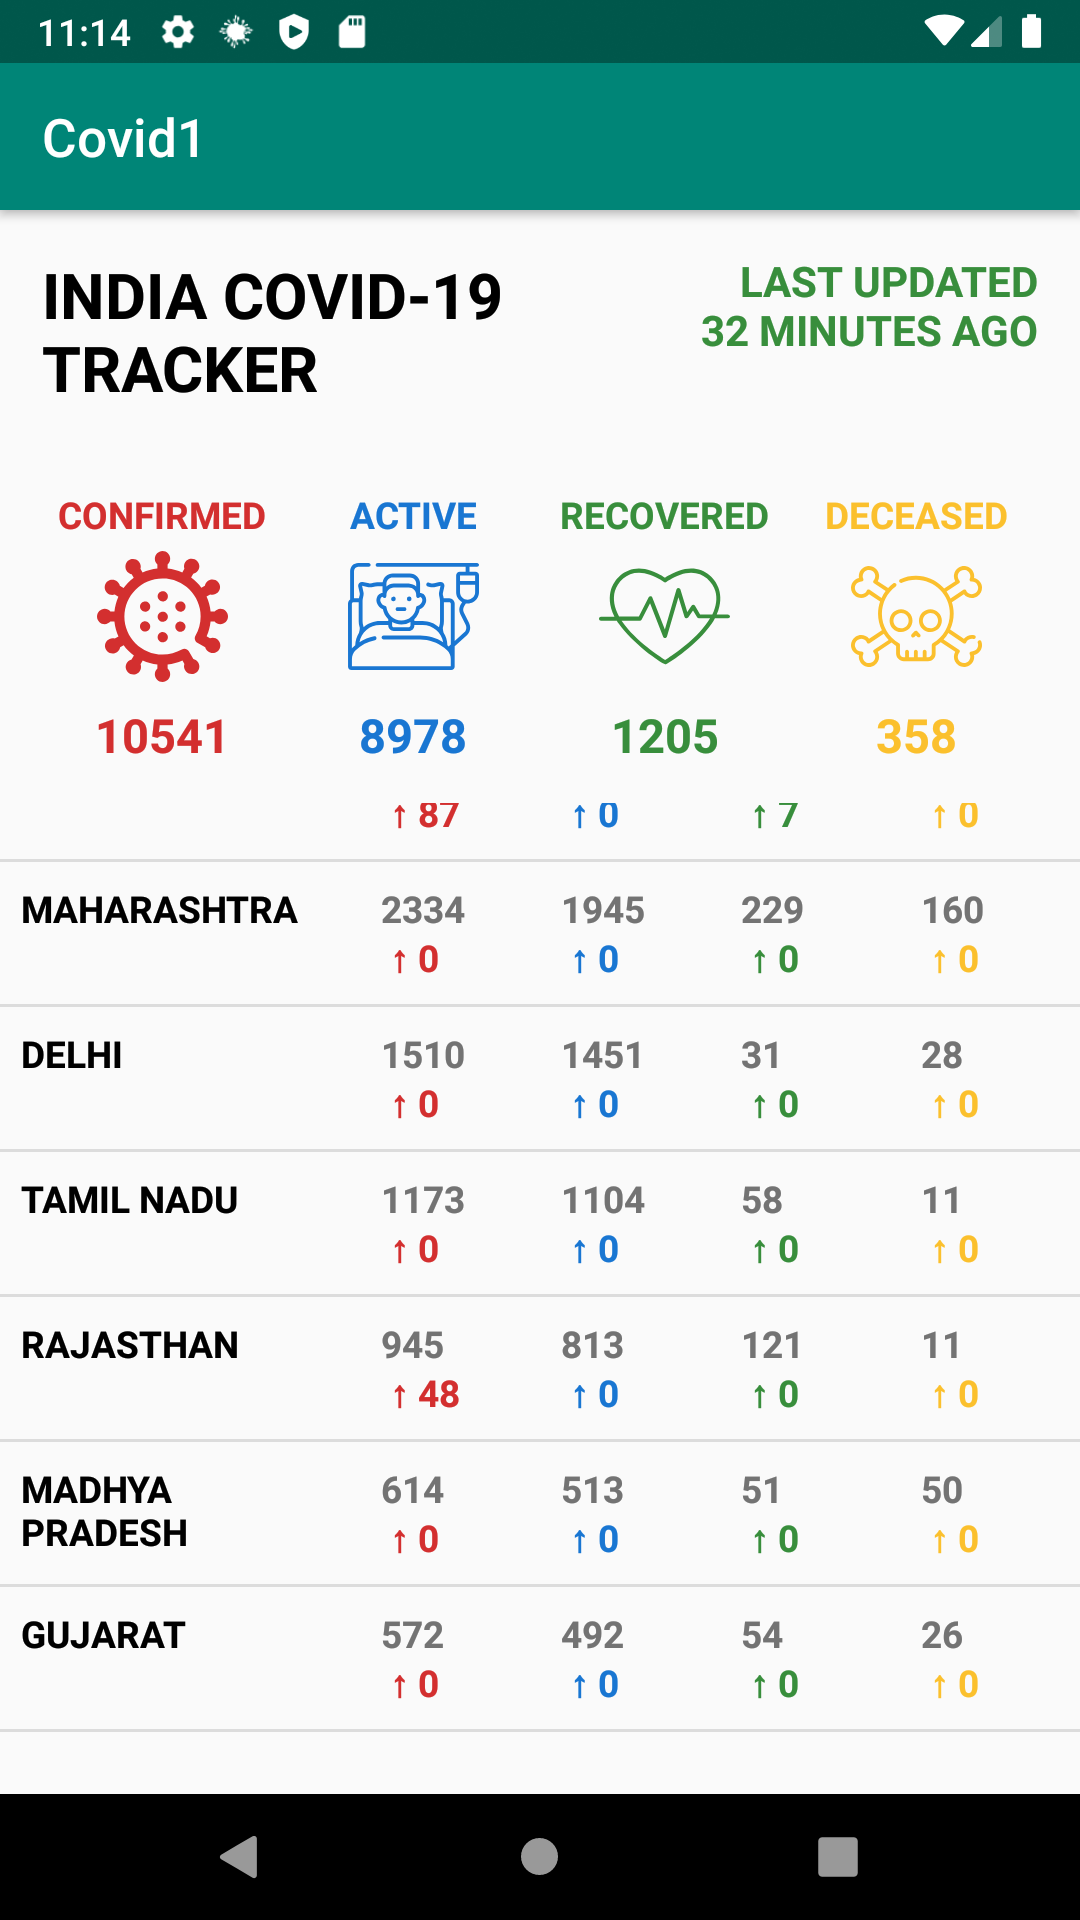 11:14
Covid1
INDIA COVID-19
TRACKER
LAST UPDATED
32 MINUTES AGO
CONFIRMED ACTIVE RECOVERED DECEASED
10541 8978 1205 358
↑ 87 ↑ 0 ↑ 7 ↑ 0
MAHARASHTRA 2334 1945 229 160
↑ 0 ↑ 0 ↑ 0 ↑ 0
DELHI 1510 1451 31 28
↑ 0 ↑ 0 ↑ 0 ↑ 0
TAMIL NADU 1173 1104 58 11
↑ 0 ↑ 0 ↑ 0 ↑ 0
RAJASTHAN 945 813 121 11
↑ 48 ↑ 0 ↑ 0 ↑ 0
MADHYA 614 513 51 50
PRADESH ↑ 0 ↑ 0 ↑ 0 ↑ 0
GUJARAT 572 492 54 26
↑ 0 ↑ 0 ↑ 0 ↑ 0